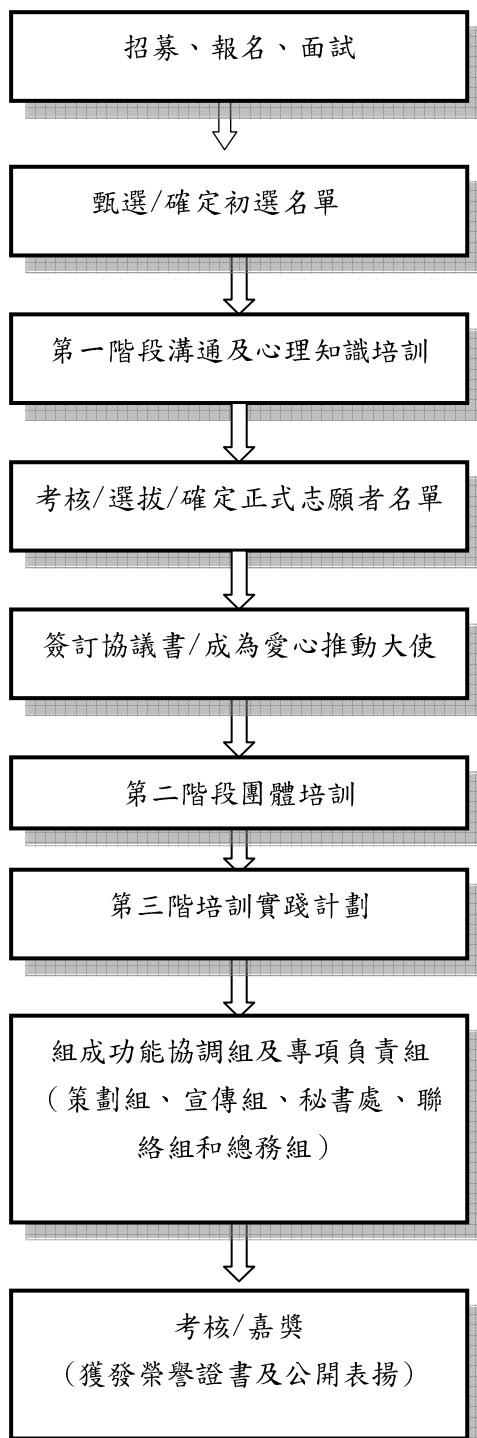 招募、報名、面試
甄選/確定初選名單
第一階段溝通及心理知識培訓
考核/選拔/確定正式志願者名單
簽訂協議書/成為愛心推動大使
第二階段團體培訓
第三階培訓實踐計劃
組成功能協調組及專項負責組
（策劃組、宣傳組、秘書處、聯
絡組和總務組）
考核/嘉獎
(獲發榮譽證書及公開表揚)